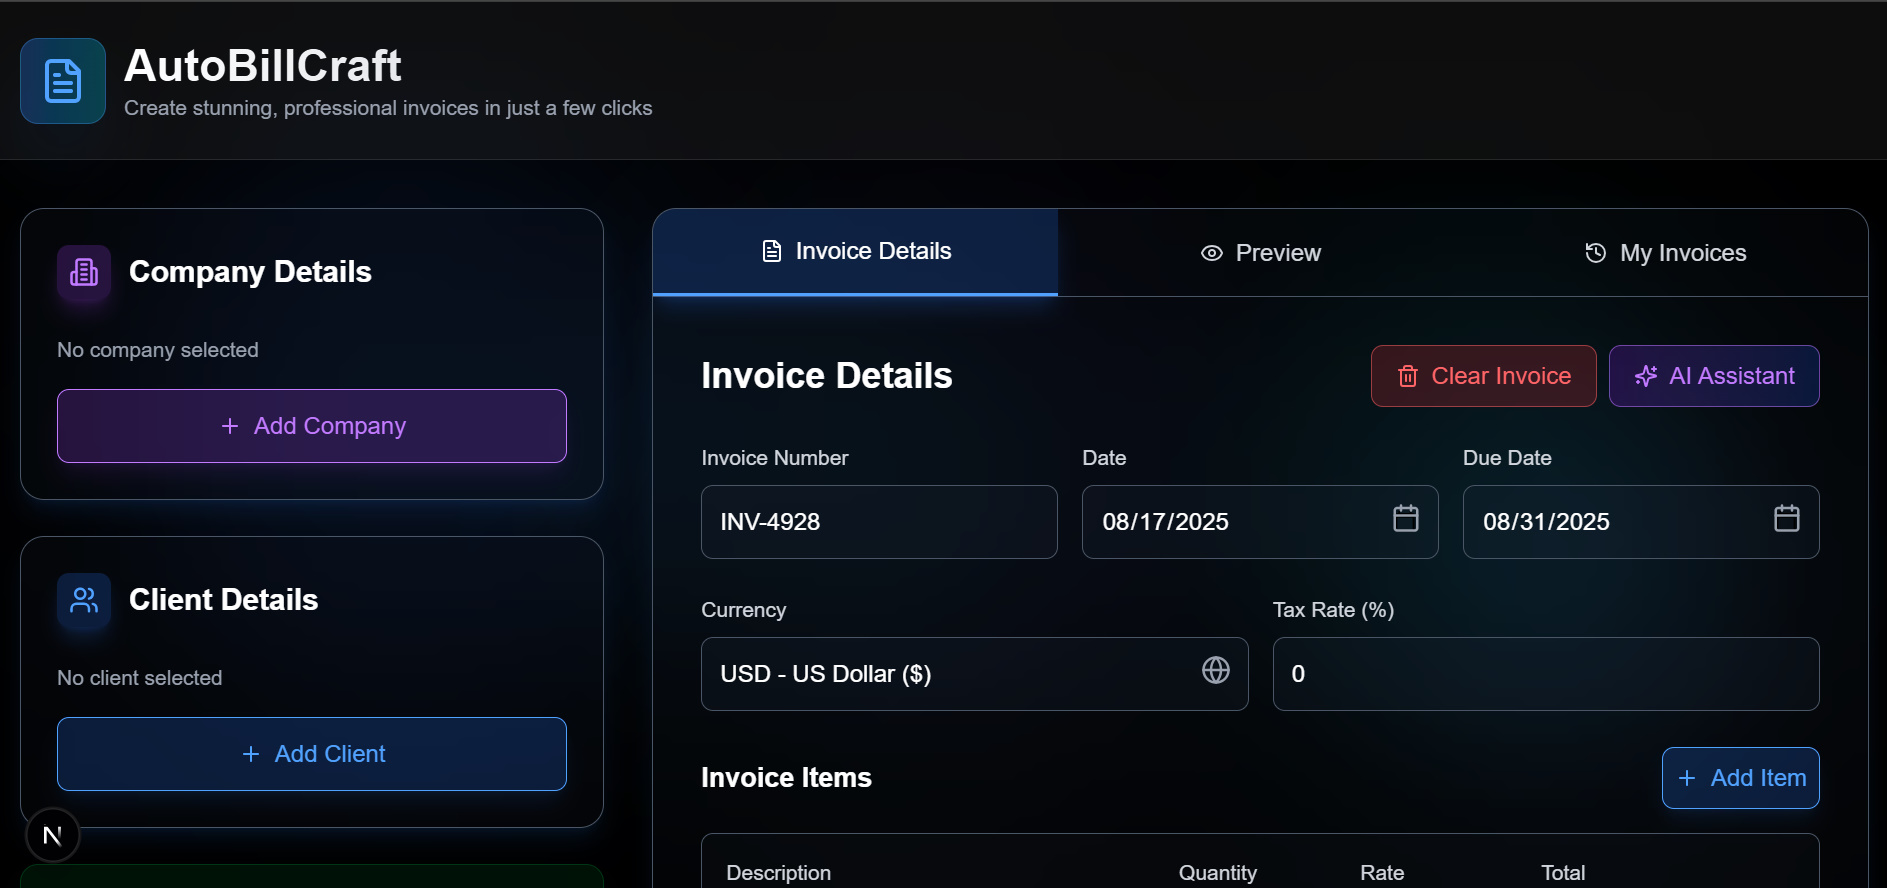 AutoBillCraft
Create stunning, professional invoices in just a few clicks
Company Details
No company selected
+ Add Company
Client Details
No client selected
+ Add Client
N
Invoice Details
Preview
My Invoices
Invoice Details
Clear Invoice
AI Assistant
Invoice Number
Date
Due Date
INV-4928
08/17/2025
08/31/2025
Currency
Tax Rate (%)
USD - US Dollar ($)
0
Invoice Items
+ Add Item
Description
Quantity
Rate
Total